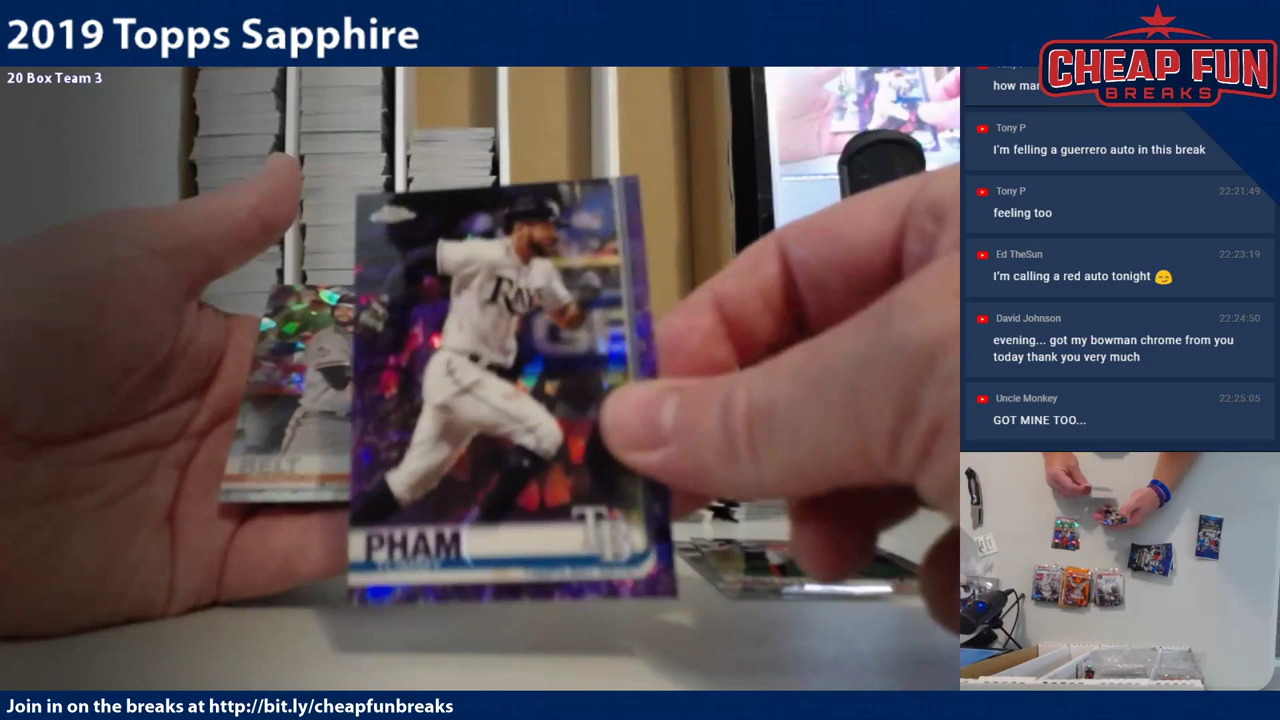 2019 Topps Sapphire
20 Box Team 3
CHEAP FUN
BREAKS
how
Tony P
I'm felling a guerrero auto in this break
Tony P
22:21:49
feeling too
Ed TheSun
22:23:19
I'm calling a red auto tonight 😏
David Johnson
22:24:50
evening... got my bowman chrome from you
today thank you very much
Uncle Monkey
22:25:05
GOT MINE TOO...
RAYS
BELT
PHAM
TB
Join in on the breaks at http://bit.ly/cheapfunbreaks